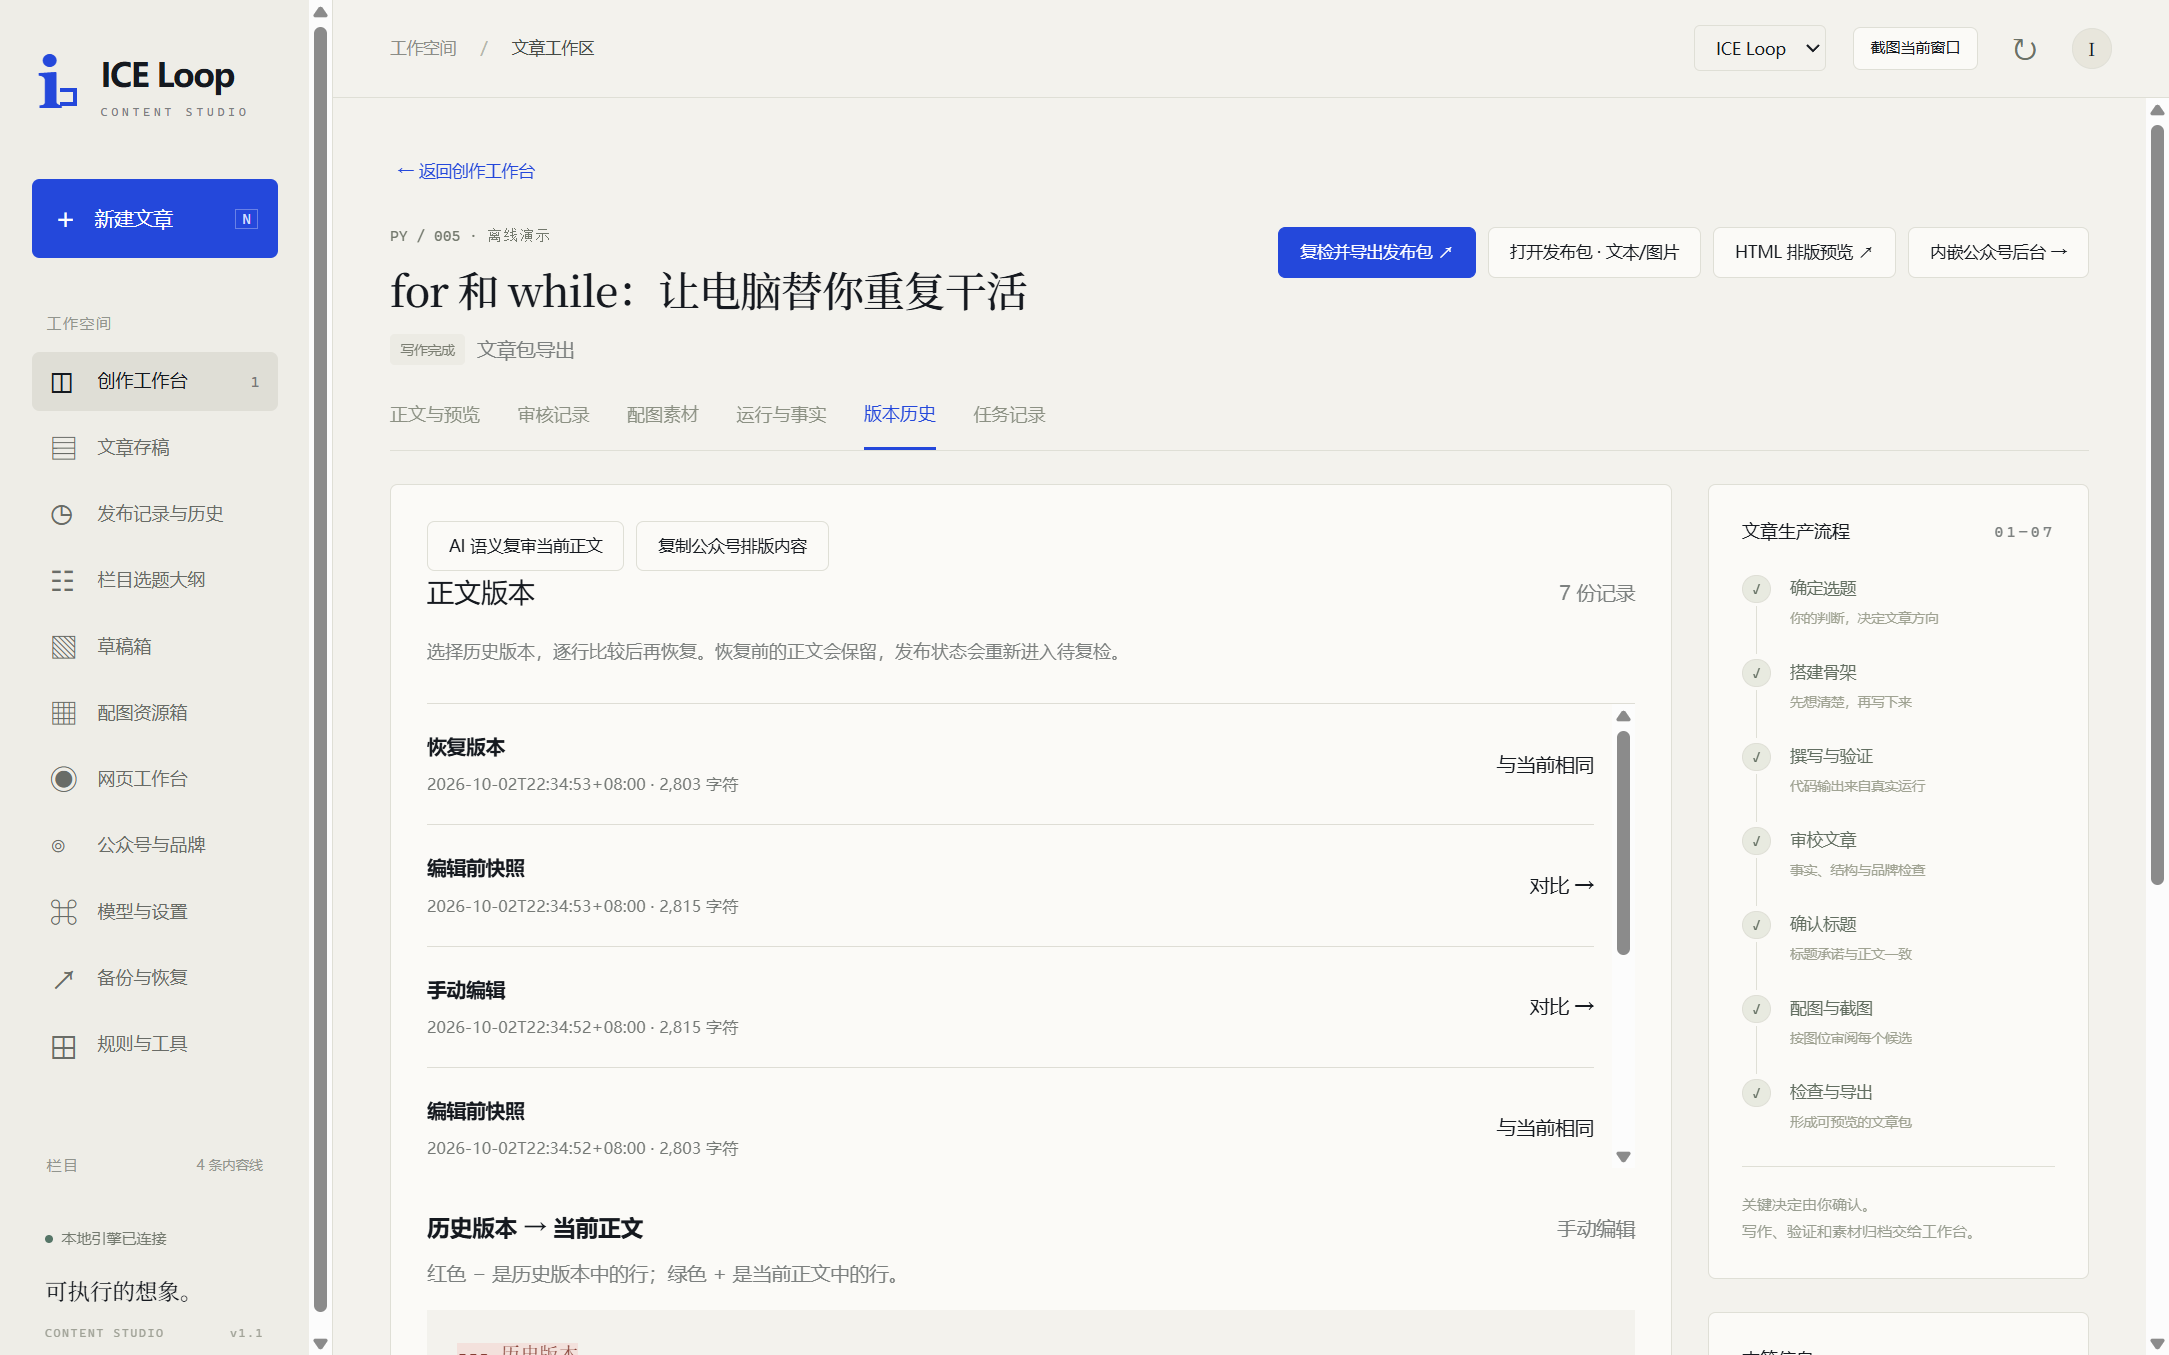 ICE Loop
CONTENT STUDIO
+ 新建文章 N
工作空间
创作工作台 1
文章存稿
发布记录与历史
栏目选题大纲
草稿箱
配图资源箱
网页工作台
公众号与品牌
模型与设置
备份与恢复
规则与工具
栏目 4 条内容线
本地引擎已连接
可执行的想象。
CONTENT STUDIO v1.1
工作空间 / 文章工作区
ICE Loop
截图当前窗口
I
← 返回创作工作台
PY / 005 · 离线演示
for 和 while：让电脑替你重复干活
复检并导出发布包 ↗
打开发布包 · 文本/图片
HTML 排版预览 ↗
内嵌公众号后台 →
写作完成 文章包导出
正文与预览 审核记录 配图素材 运行与事实 版本历史 任务记录
AI 语义复审当前正文 复制公众号排版内容
正文版本 7 份记录
选择历史版本，逐行比较后再恢复。恢复前的正文会保留，发布状态会重新进入待复检。
恢复版本
2026-10-02T22:34:53+08:00 · 2,803 字符
与当前相同
编辑前快照
2026-10-02T22:34:53+08:00 · 2,815 字符
对比 →
手动编辑
2026-10-02T22:34:52+08:00 · 2,815 字符
对比 →
编辑前快照
2026-10-02T22:34:52+08:00 · 2,803 字符
与当前相同
历史版本 → 当前正文 手动编辑
红色 − 是历史版本中的行；绿色 + 是当前正文中的行。
--- 历史版本
文章生产流程 01—07
✓ 确定选题
你的判断，决定文章方向
✓ 搭建骨架
先想清楚，再写下来
✓ 撰写与验证
代码输出来自真实运行
✓ 审校文章
事实、结构与品牌检查
✓ 确认标题
标题承诺与正文一致
✓ 配图与截图
按图位审阅每个候选
✓ 检查与导出
形成可预览的文章包
关键决定由你确认。
写作、验证和素材归档交给工作台。